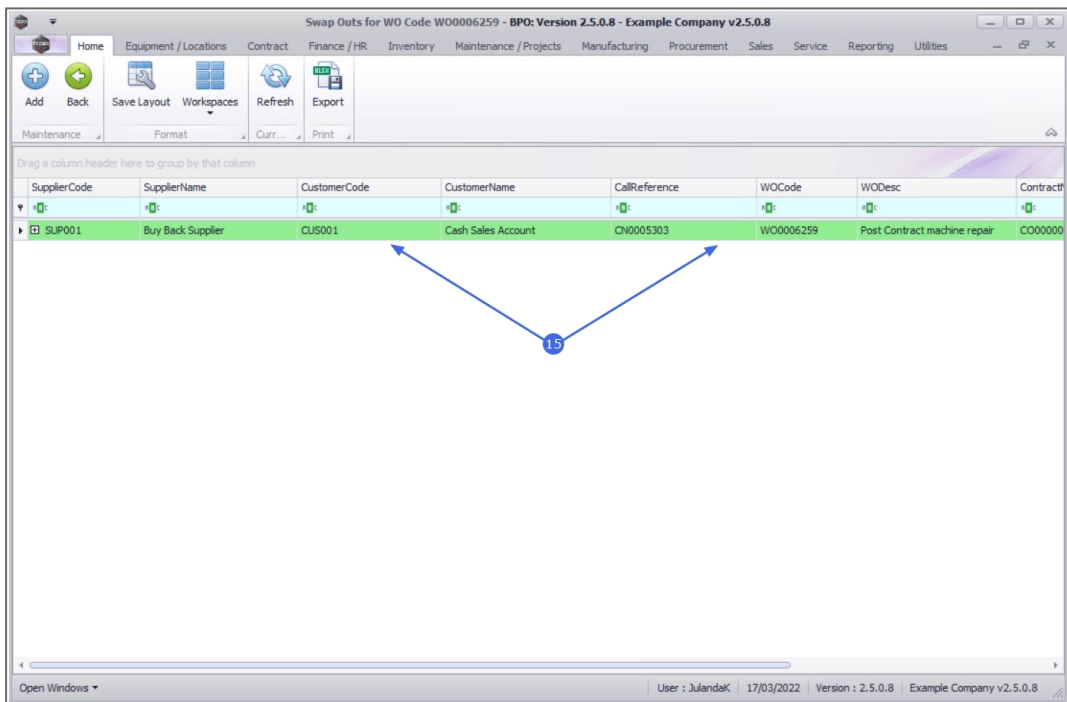 Swap Outs for WO Code WO0006259 - BPO: Version 2.5.0.8 - Example Company v2.5.0.8
Home Equipment / Locations Contract Finance / HR Inventory Maintenance / Projects Manufacturing Procurement Sales Service Reporting Utilities
Add Back Save Layout Workspaces Refresh Export
Maintenance Format Curr... Print
Drag a column header here to group by that column
SupplierCode SupplierName CustomerCode CustomerName CallReference WOCode WODesc
SUP001 Buy Back Supplier CUS001 Cash Sales Account CN0005303 WO0006259 Post Contract machine repair CO00000
15
Open Windows User : JulandaK 17/03/2022 Version : 2.5.0.8 Example Company v2.5.0.8